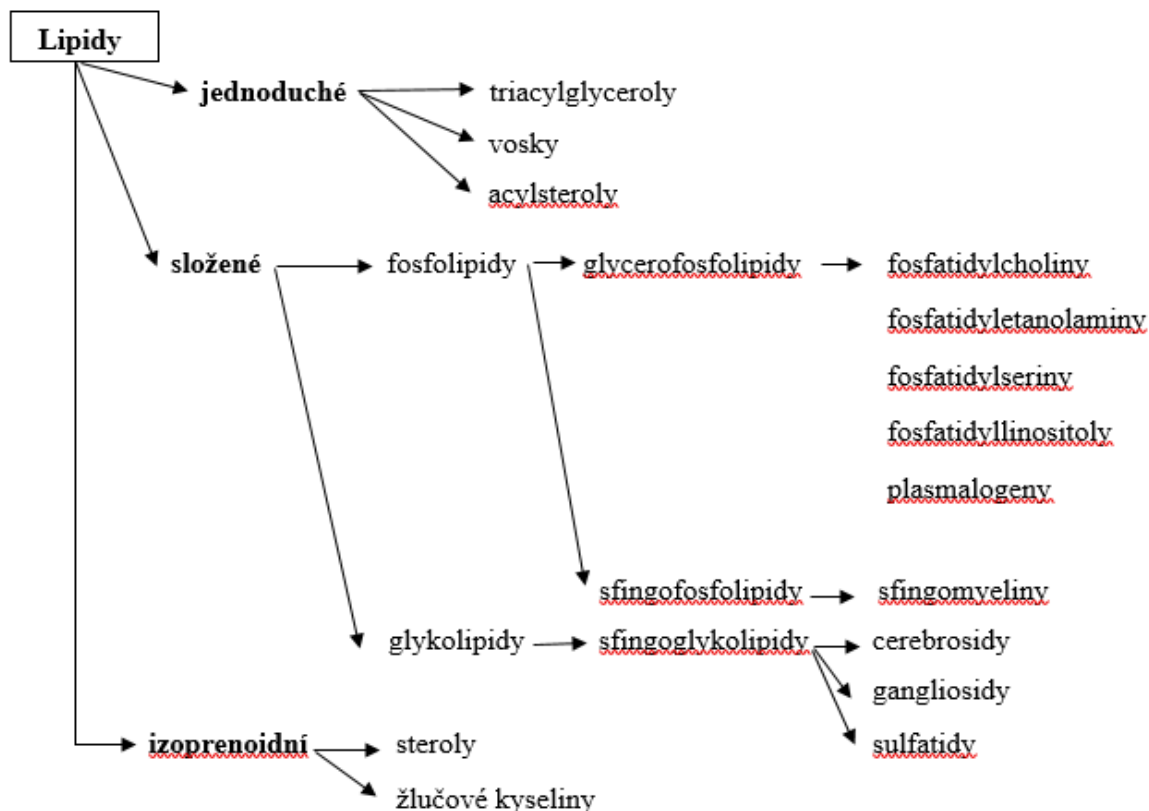 Lipidy
jednoduché triacylglyceroly
vosky
acylsteroly
složené fosfolipidy glycerofosfolipidy fosfatidylcholiny
fosfatidyletanolaminy
fosfatidylseriny
fosfatidyllinositoly
plasmalogeny
sfingofosfolipidy sfingomyeliny
glykolipidy sfingoglykolipidy cerebrosidy
gangliosidy
izoprenoidní steroly sulfatidy
žlučové kyseliny